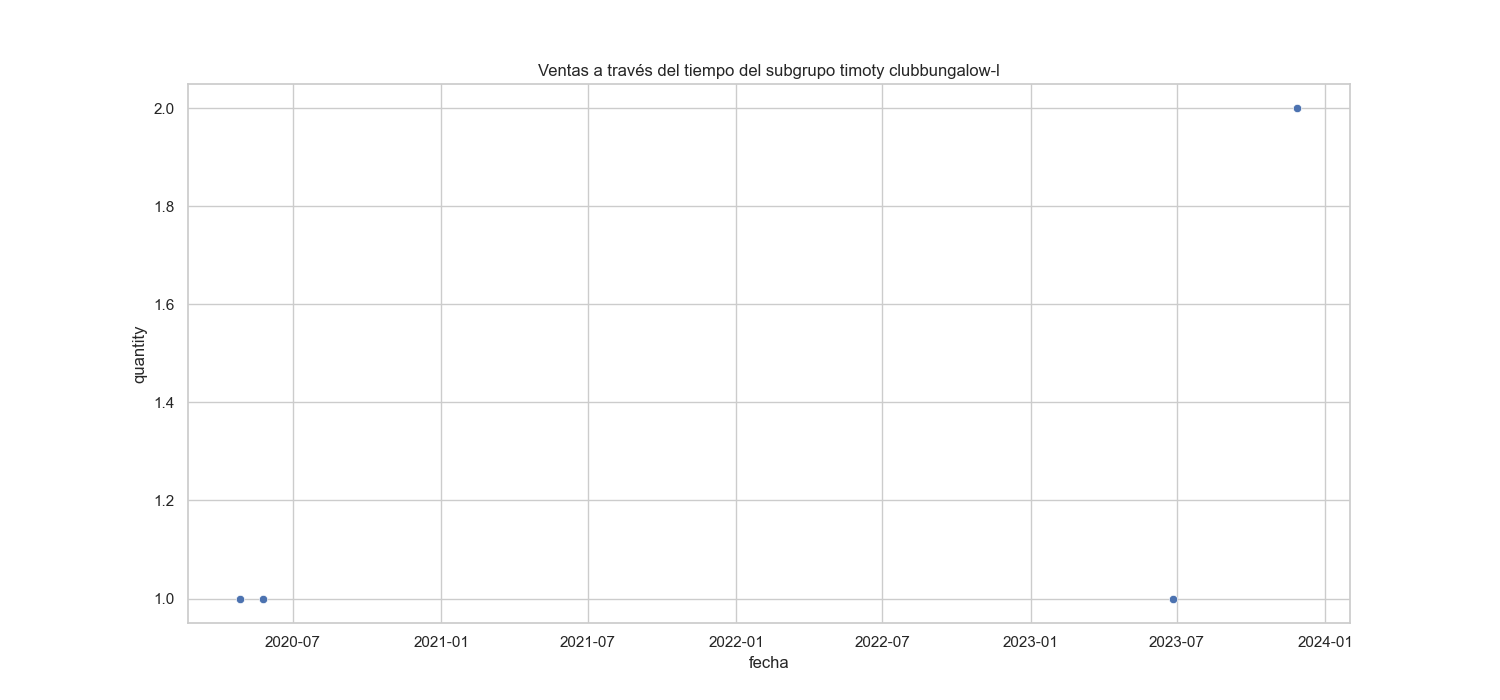 Ventas a través del tiempo del subgrupo timoty clubbungalow-l
2.0
1.8
1.6
1.4
1.2
1.0
quantity
2020-07 2021-01 2021-07 2022-01 2022-07 2023-01 2023-07 2024-01
fecha